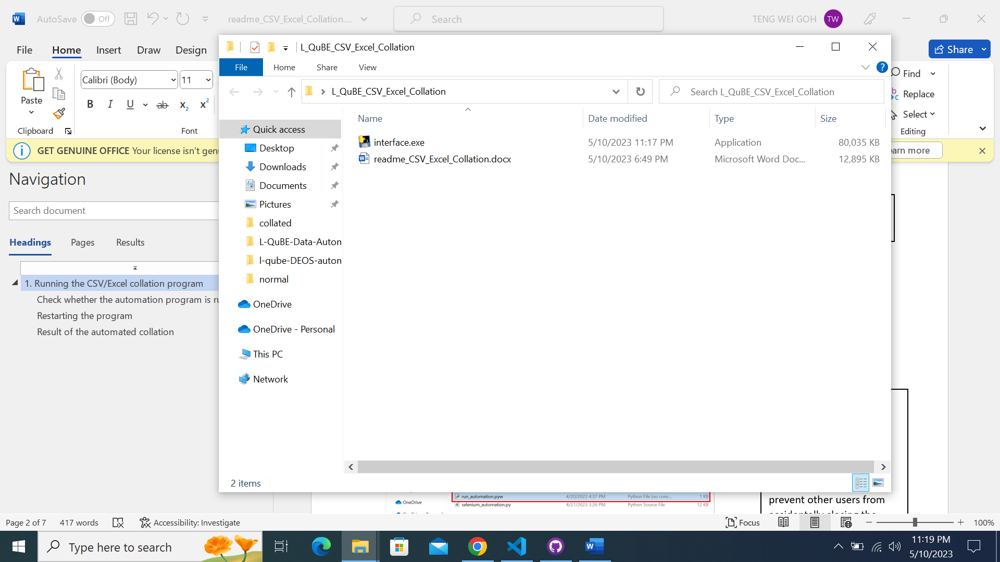 AutoSave Off
readme_CSV_Excel_Collation....
Search
TENG WEI GOH TW
File Home Insert Draw Design
Share
Calibri (Body) 11
Paste
B I U ab x2 x2
Clipboard
Font
Find
Replace
Select
Editing
GET GENUINE OFFICE Your license isn't
earn more
L_QuBE_CSV_Excel_Collation
File Home Share View
L_QuBE_CSV_Excel_Collation
Search L_QuBE_CSV_Excel_Collation
Name Date modified Type Size
interface.exe 5/10/2023 11:17 PM Application 80,035 KB
readme_CSV_Excel_Collation.docx 5/10/2023 6:49 PM Microsoft Word Doc... 12,895 KB
Quick access
Desktop
Downloads
Documents
Pictures
collated
L-QuBE-Data-Auton
l-qube-DEOS-auton
normal
OneDrive
OneDrive - Personal
This PC
Network
2 items
Navigation
Search document
Headings Pages Results
1. Running the CSV/Excel collation program
Check whether the automation program is
Restarting the program
Result of the automated collation
run_automation.pyw 4/20/2023 4:37 PM Python File (no cons... 1 KB
OneDrive
selenium_automation.py 4/27/2023 3:26 PM Python Source File 12 KB
prevent other users from
Page 2 of 7 417 words Accessibility: Investigate
Focus 100%
Type here to search
11:19 PM
5/10/2023